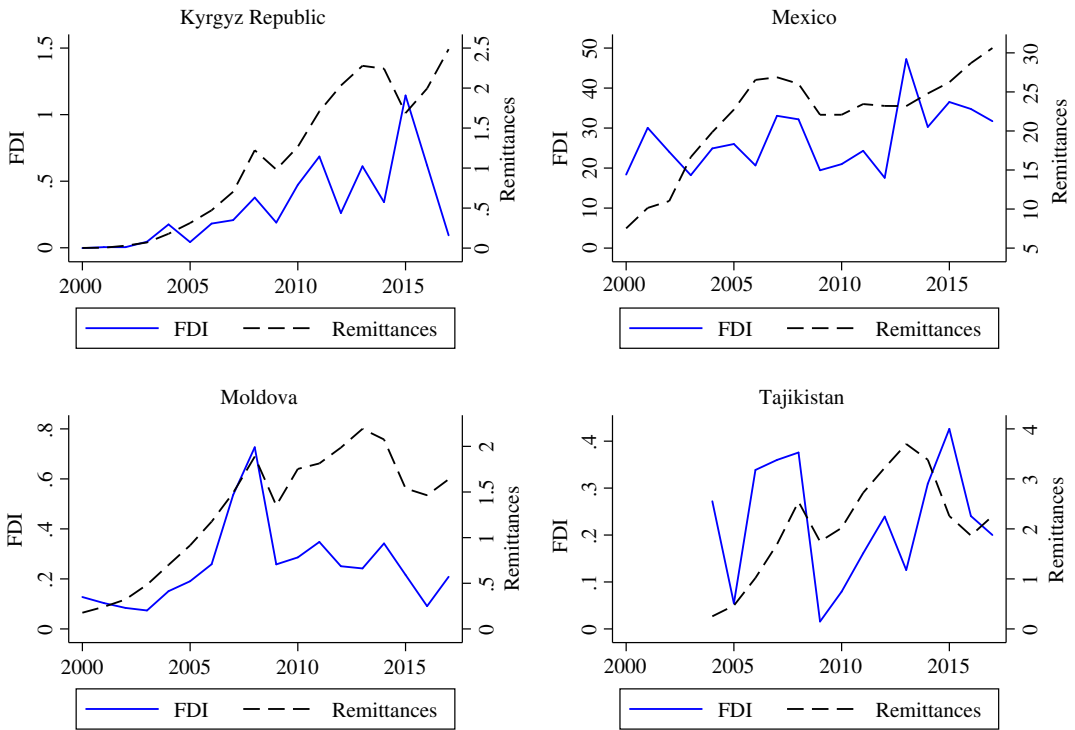 Kyrgyz Republic
FDI
0 .5 1 1.5
Remittances
0 .5 1 1.5 2 2.5
2000 2005 2010 2015
FDI Remittances
Mexico
FDI
0 10 20 30 40 50
Remittances
5 10 15 20 25 30
2000 2005 2010 2015
FDI Remittances
Moldova
FDI
0 .2 .4 .6 .8
Remittances
0 .5 1 1.5 2
2000 2005 2010 2015
FDI Remittances
Tajikistan
FDI
0 .1 .2 .3 .4
Remittances
0 1 2 3 4
2000 2005 2010 2015
FDI Remittances